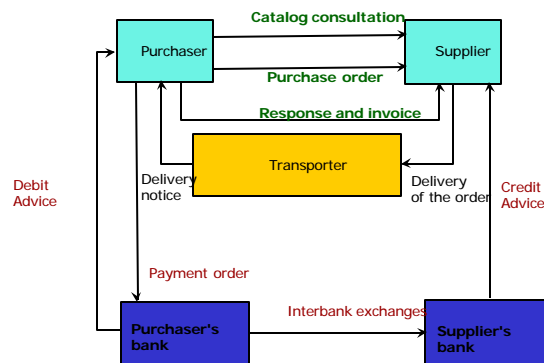 Catalog consultation
Purchaser
Supplier
Purchase order
Response and invoice
Transporter
Delivery
notice
Delivery
of the order
Debit
Advice
Credit
Advice
Payment order
Interbank exchanges
Purchaser's
bank
Supplier's
bank